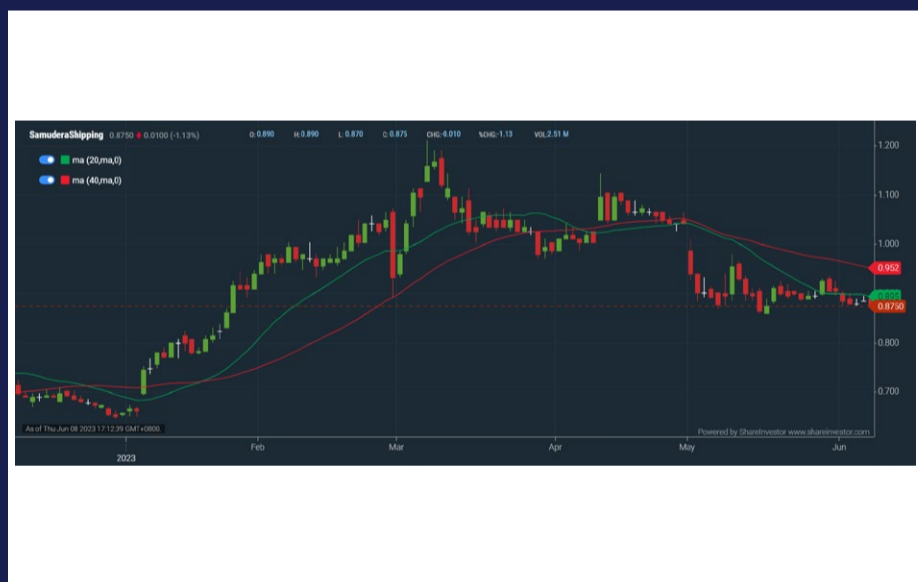 SamuderaShipping 0.8750 0.0100 (-1.13%) O: 0.890 H: 0.890 L: 0.870 C: 0.875 CHG:-0.010 %CHG:-1.13 VOL:2.51 M
ma (20,ma,0)
ma (40,ma,0)
1.200
1.100
1.000
0.952
0.8750
0.800
0.700
As of Thu Jun 08 2023 17:12:39 GMT+0800.
Powered by ShareInvestor www.shareinvestor.com
Feb Mar Apr May Jun
2023